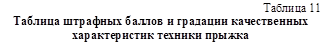 Таблица 11
Таблица штрафных баллов и градации качественных
характеристик техники прыжка